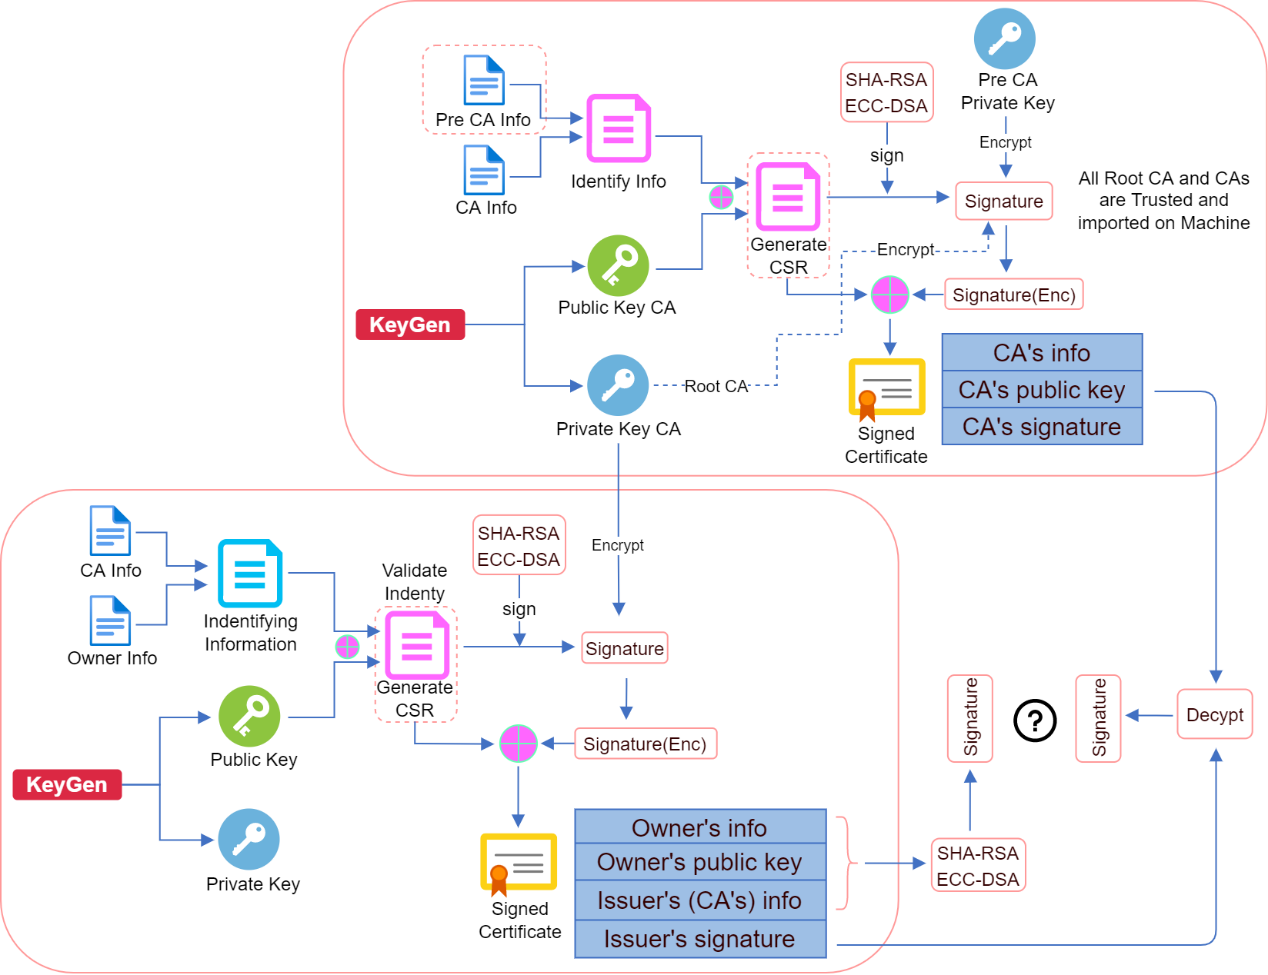 Pre CA Info
CA Info
Identify Info
SHA-RSA
ECC-DSA
sign
Pre CA
Private Key
Encrypt
Signature
All Root CA and CAs
are Trusted and
imported on Machine
Generate
CSR
Encrypt
Signature(Enc)
Public Key CA
KeyGen
Root CA
Private Key CA
Signed
Certificate
CA's info
CA's public key
CA's signature
CA Info
Owner Info
Indentifying
Information
Validate
Indenty
Generate
CSR
SHA-RSA
ECC-DSA
sign
Encrypt
Signature
Signature(Enc)
Public Key
KeyGen
Private Key
Signed
Certificate
Owner's info
Owner's public key
Issuer's (CA's) info
Issuer's signature
SHA-RSA
ECC-DSA
Signature
?
Signature
Decypt